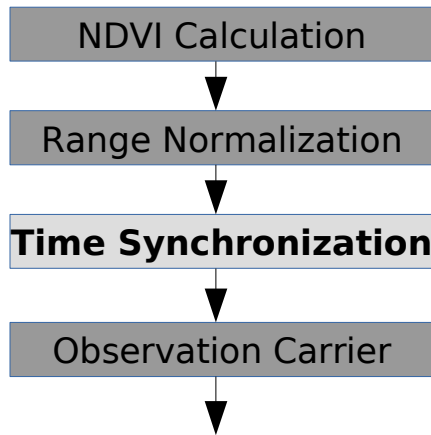 NDVI Calculation
Range Normalization
Time Synchronization
Observation Carrier